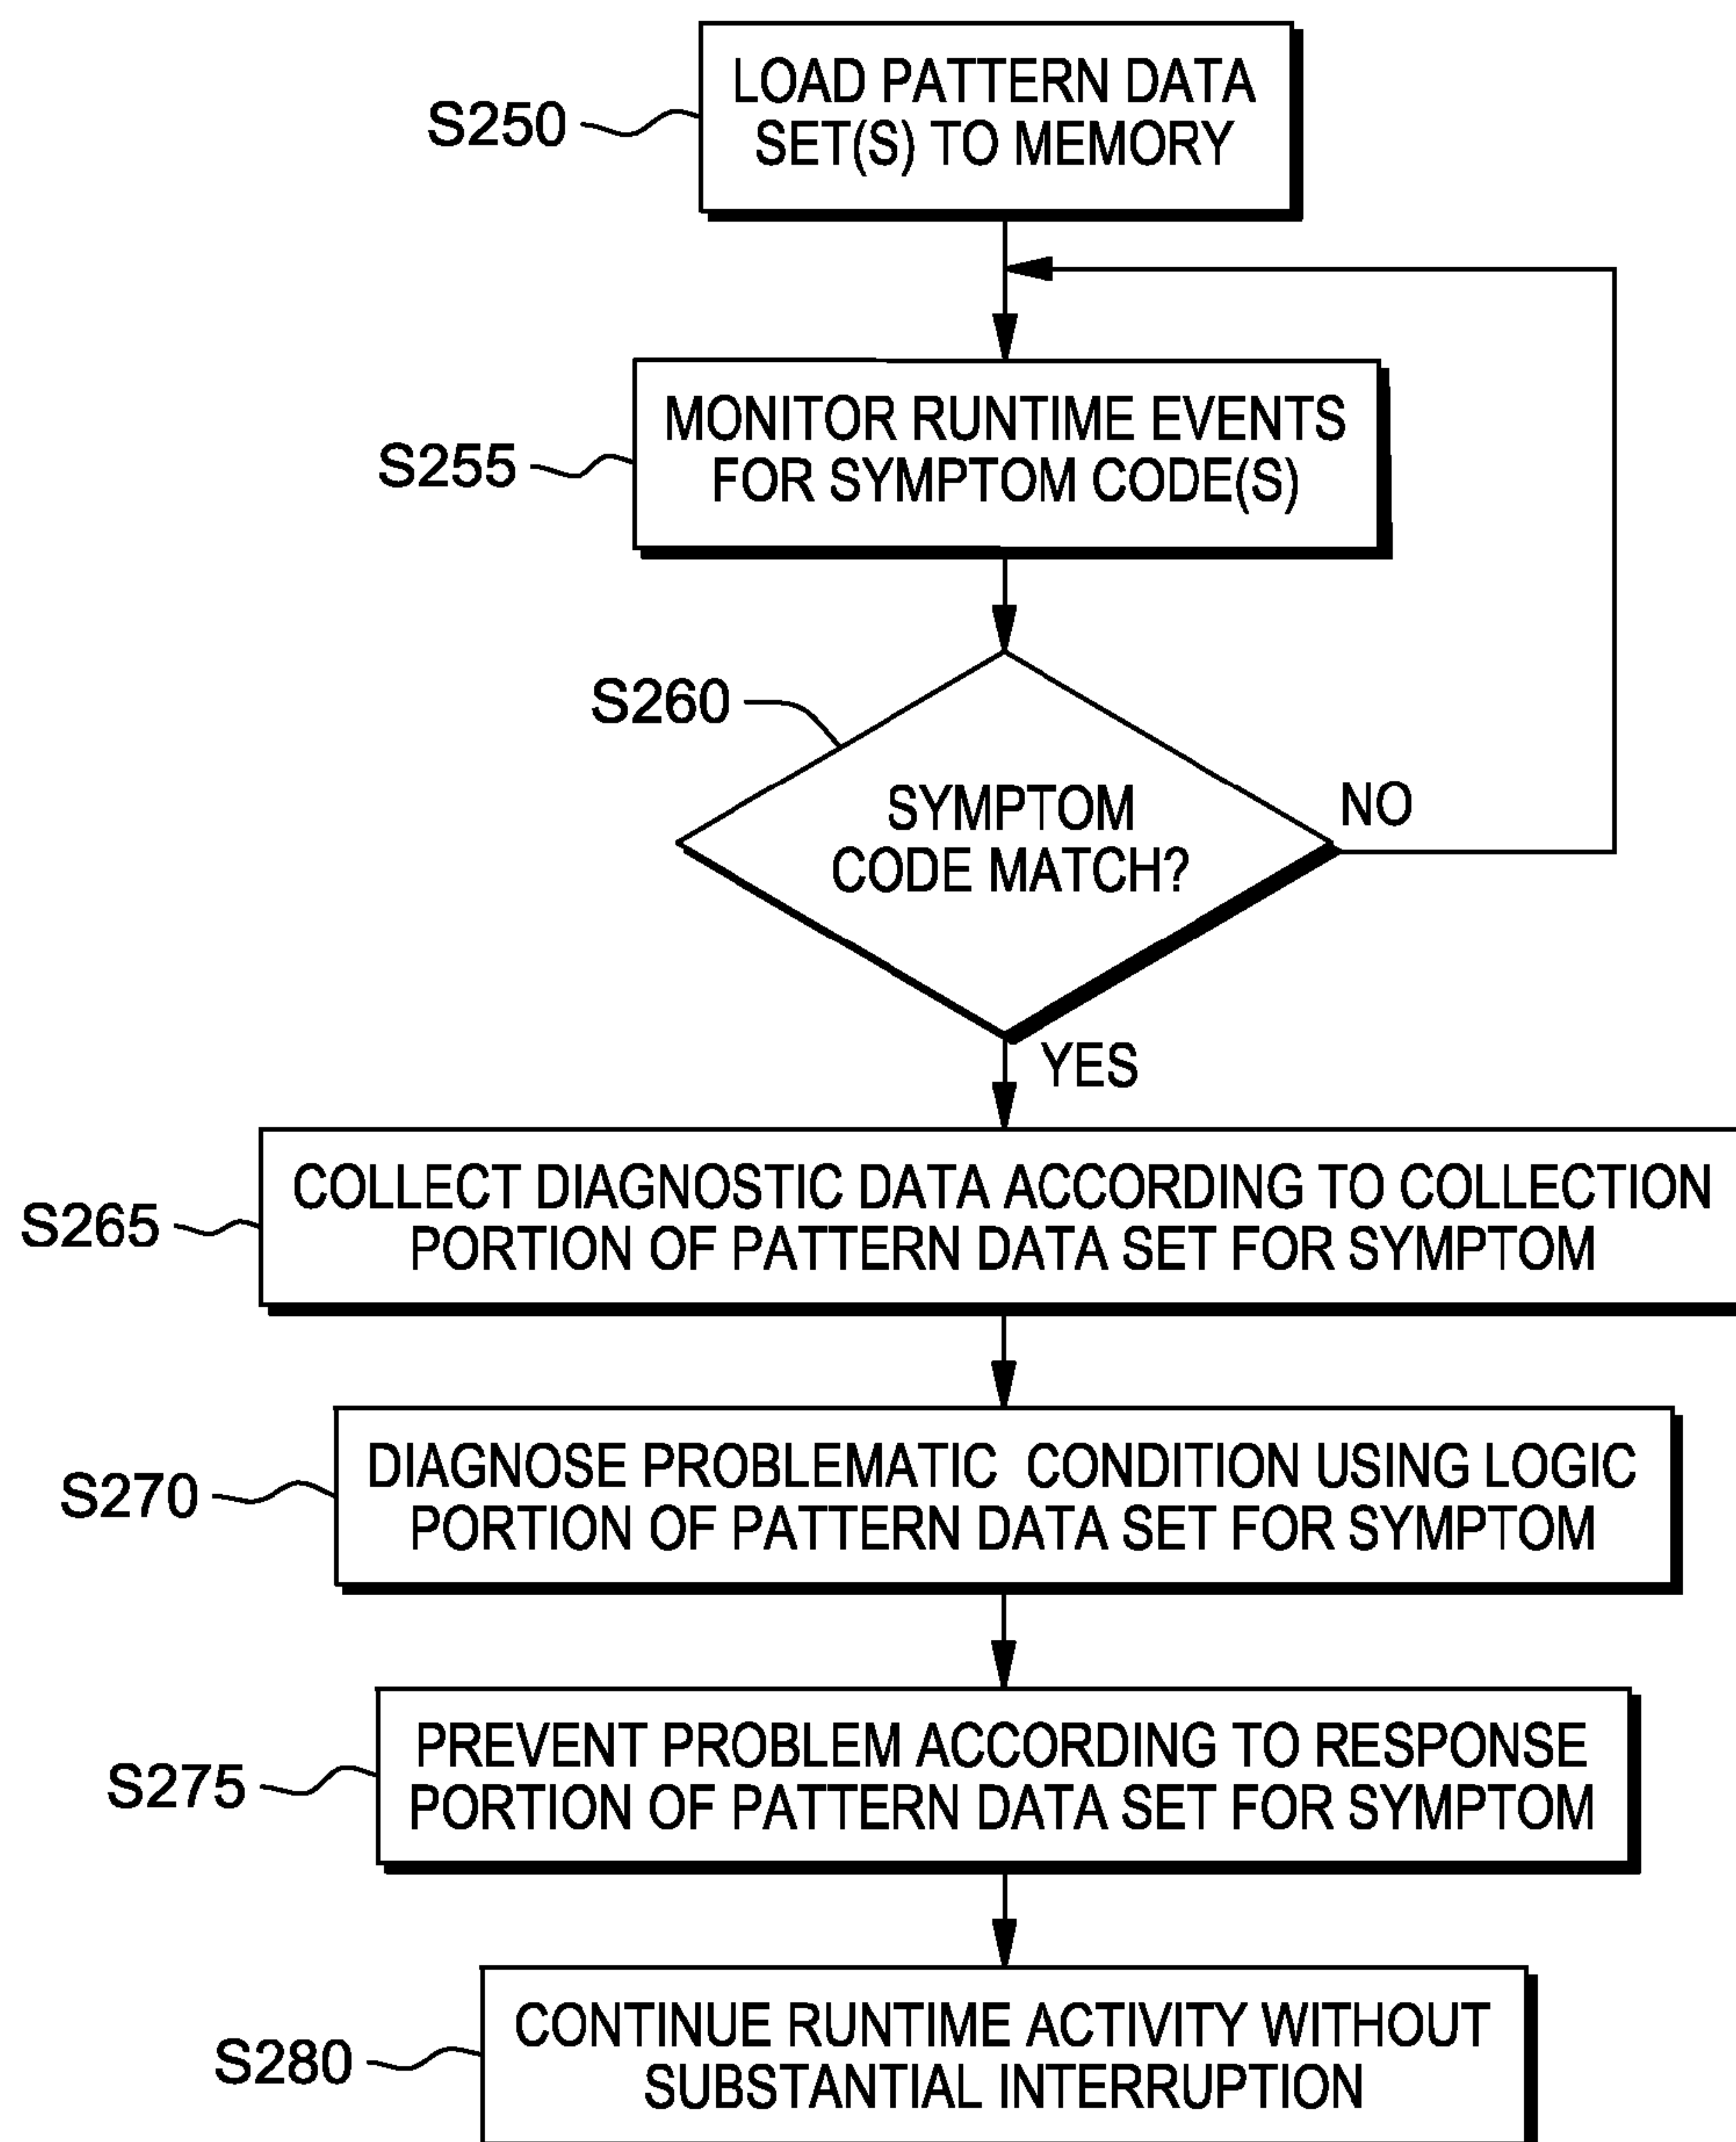 LOAD PATTERN DATA
SET(S) TO MEMORY
S250
MONITOR RUNTIME EVENTS
FOR SYMPTOM CODE(S)
S255
S260
SYMPTOM
CODE MATCH?
NO
YES
COLLECT DIAGNOSTIC DATA ACCORDING TO COLLECTION
PORTION OF PATTERN DATA SET FOR SYMPTOM
S265
DIAGNOSE PROBLEMATIC CONDITION USING LOGIC
PORTION OF PATTERN DATA SET FOR SYMPTOM
S270
PREVENT PROBLEM ACCORDING TO RESPONSE
PORTION OF PATTERN DATA SET FOR SYMPTOM
S275
CONTINUE RUNTIME ACTIVITY WITHOUT
SUBSTANTIAL INTERRUPTION
S280